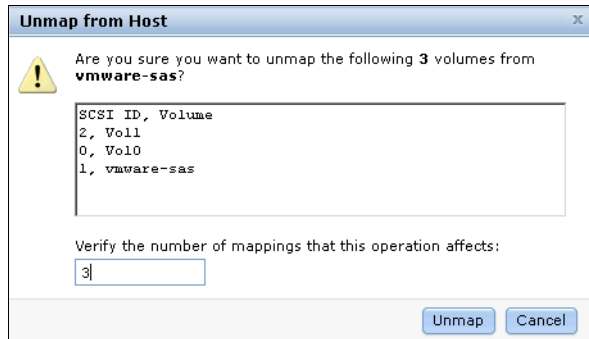 Unmap from Host
x
Are you sure you want to unmap the following 3 volumes from
vmware-sas?
SCSI ID, Volume
2, Vol1
0, Vol0
1, vmware-sas
Verify the number of mappings that this operation affects:
3
Unmap Cancel